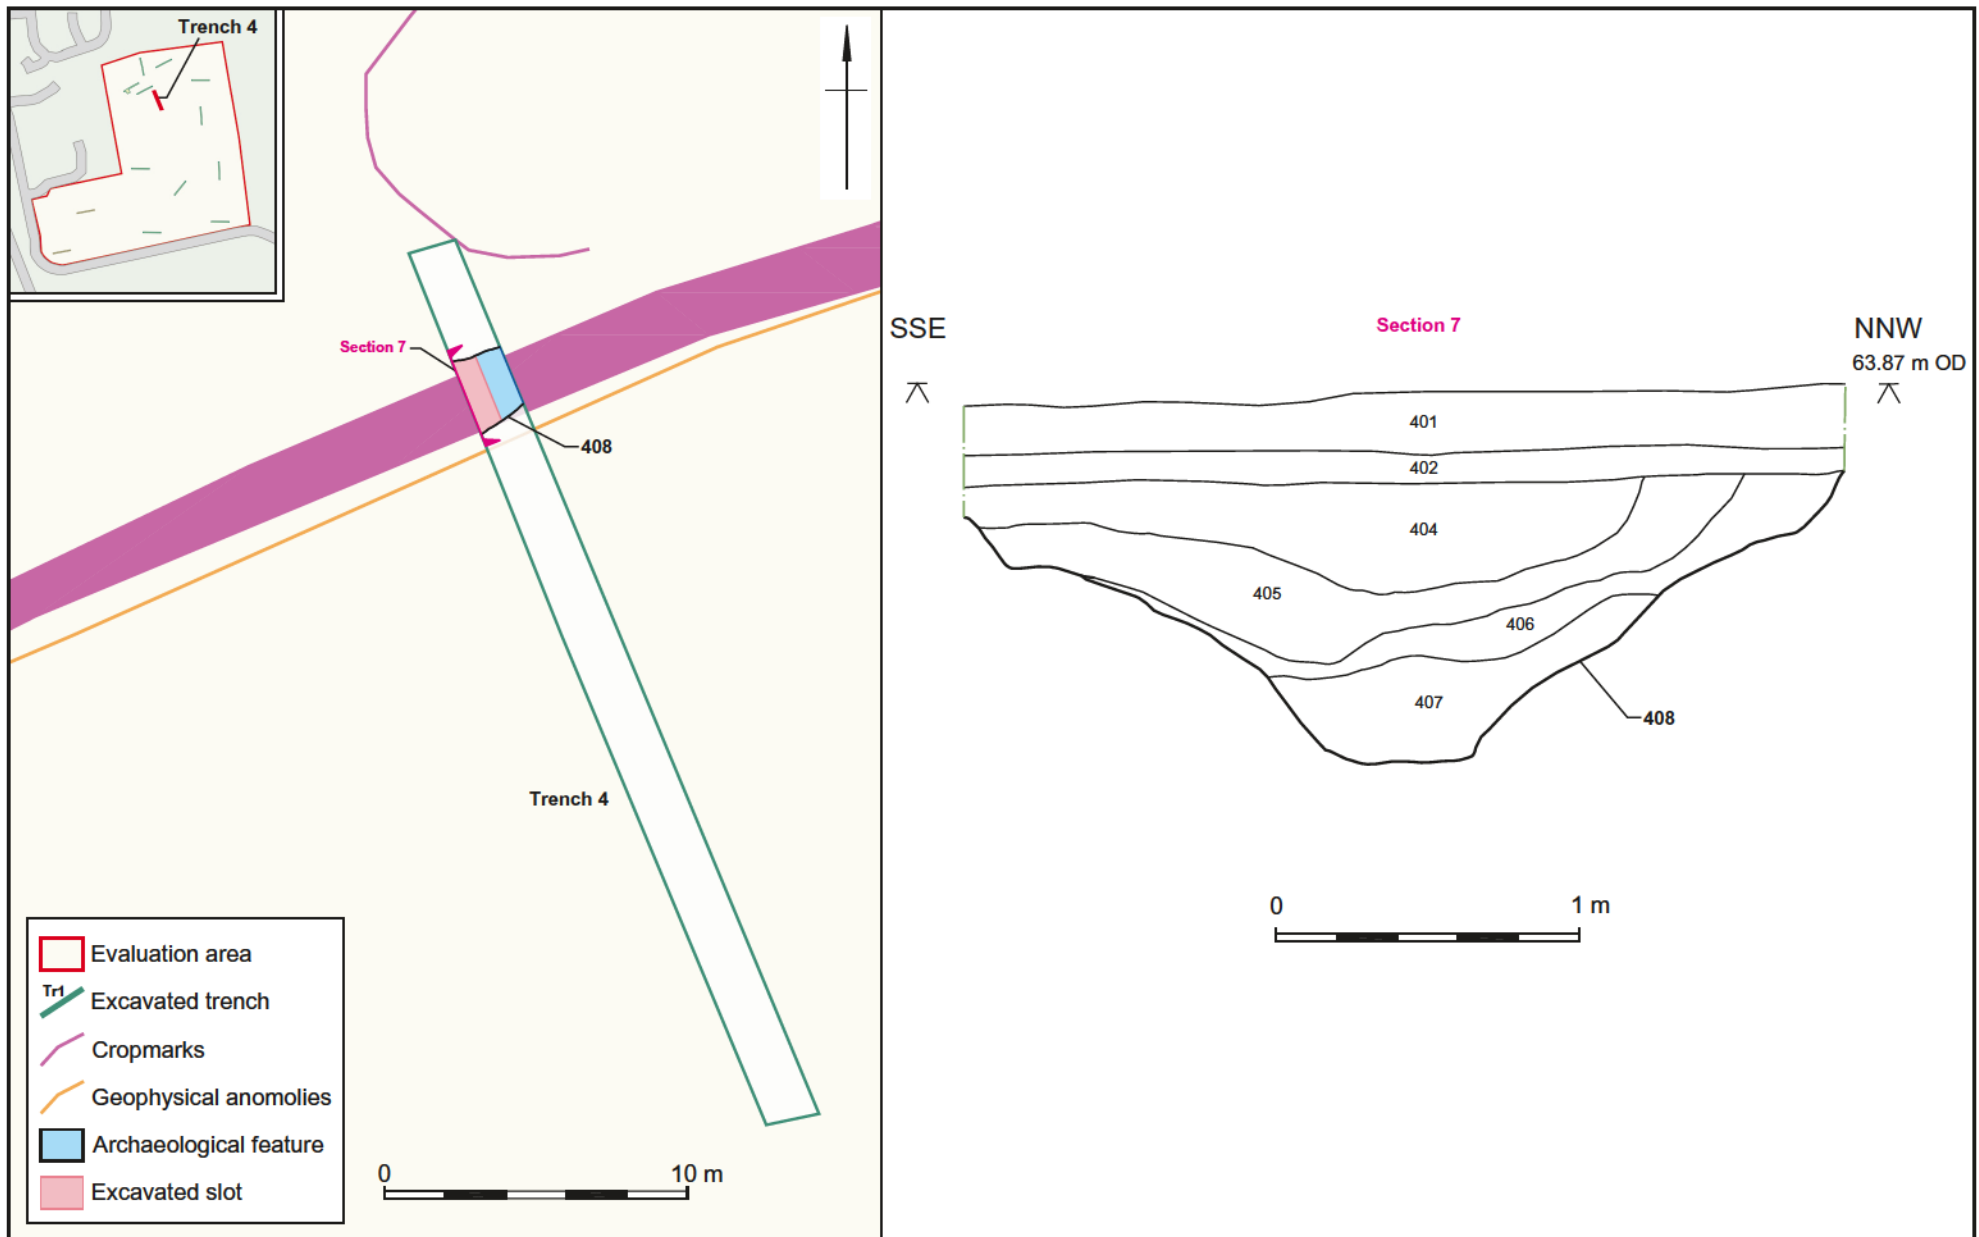 Trench 4
Section 7
408
Trench 4
Evaluation area
Tr1
Excavated trench
Cropmarks
Geophysical anomolies
Archaeological feature
Excavated slot
0 10 m
Section 7
SSE
NNW
63.87 m OD
401
402
404
405
406
407
408
0 1 m